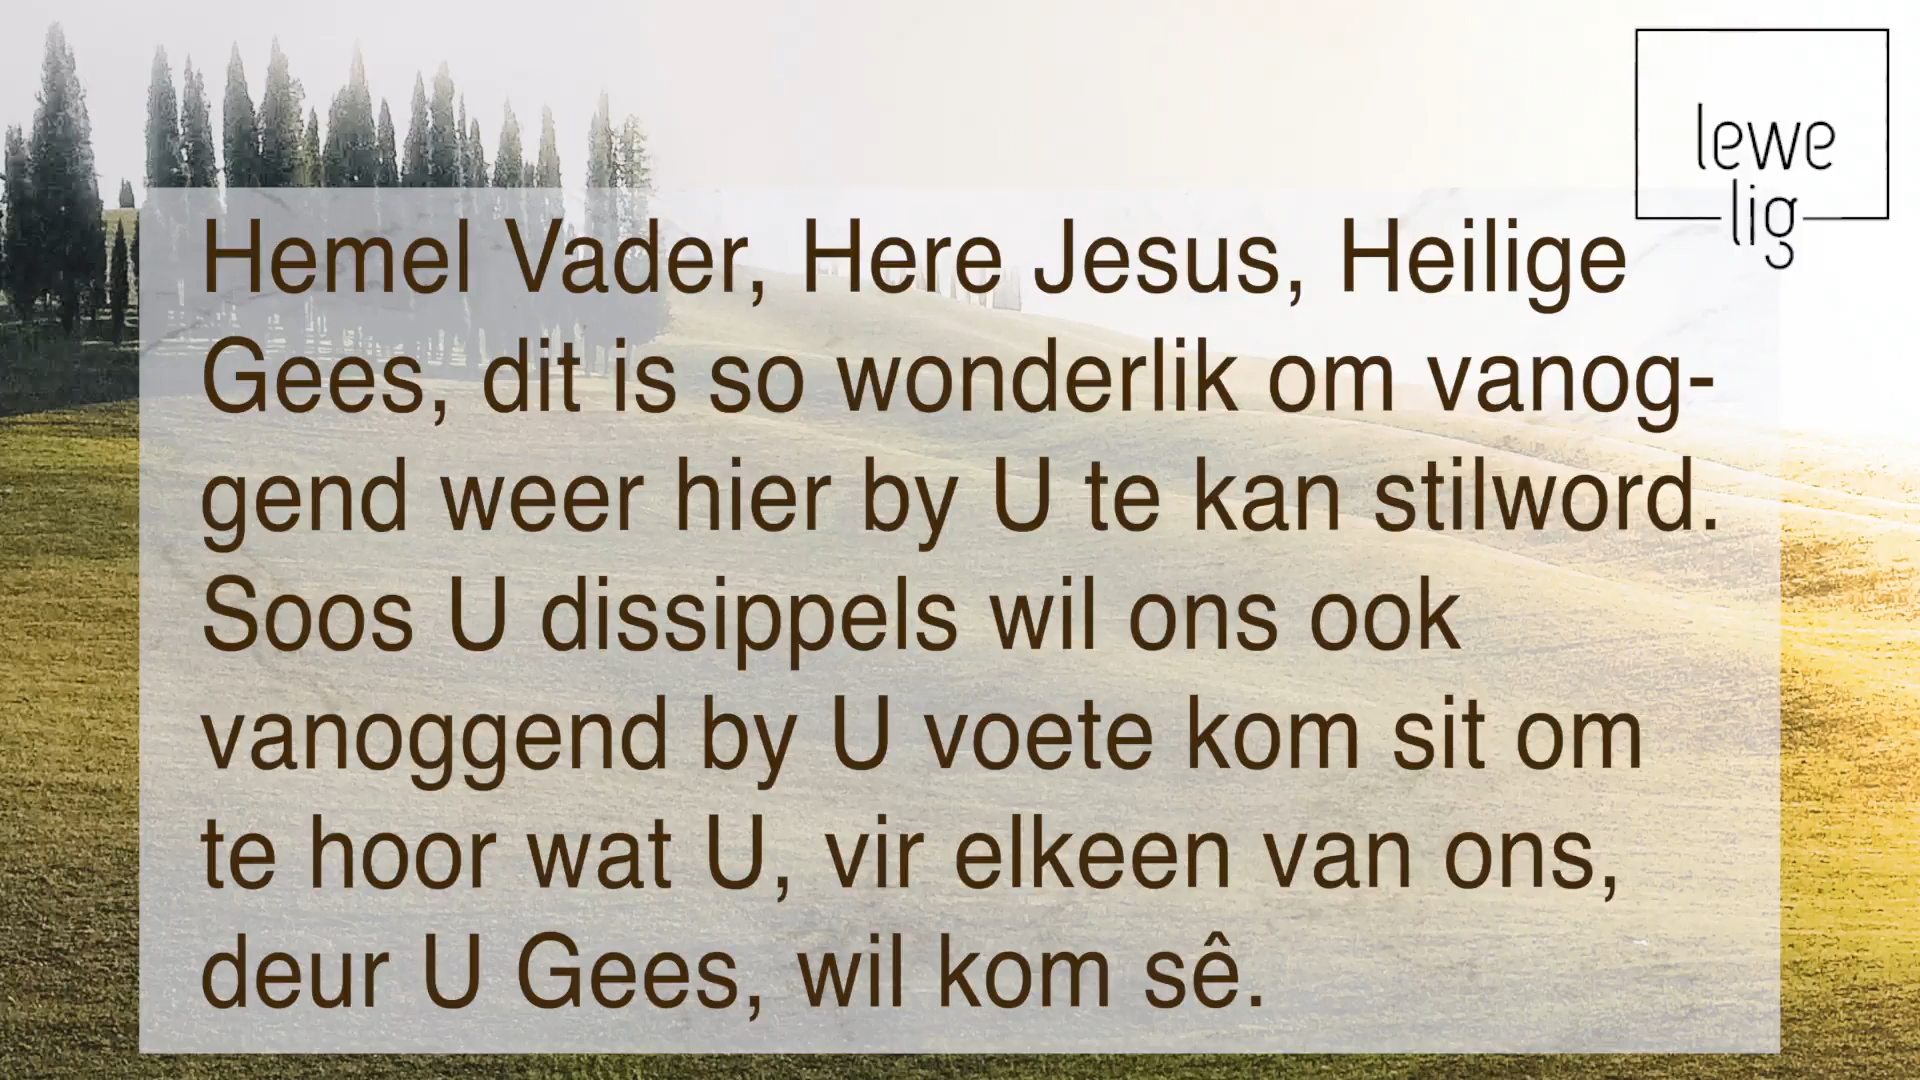 lewe
lig
Hemel Vader, Here Jesus, Heilige
Gees, dit is so wonderlik om vanog-
gend weer hier by U te kan stilword.
Soos U dissippels wil ons ook
vanoggend by U voete kom sit om
te hoor wat U, vir elkeen van ons,
deur U Gees, wil kom sê.